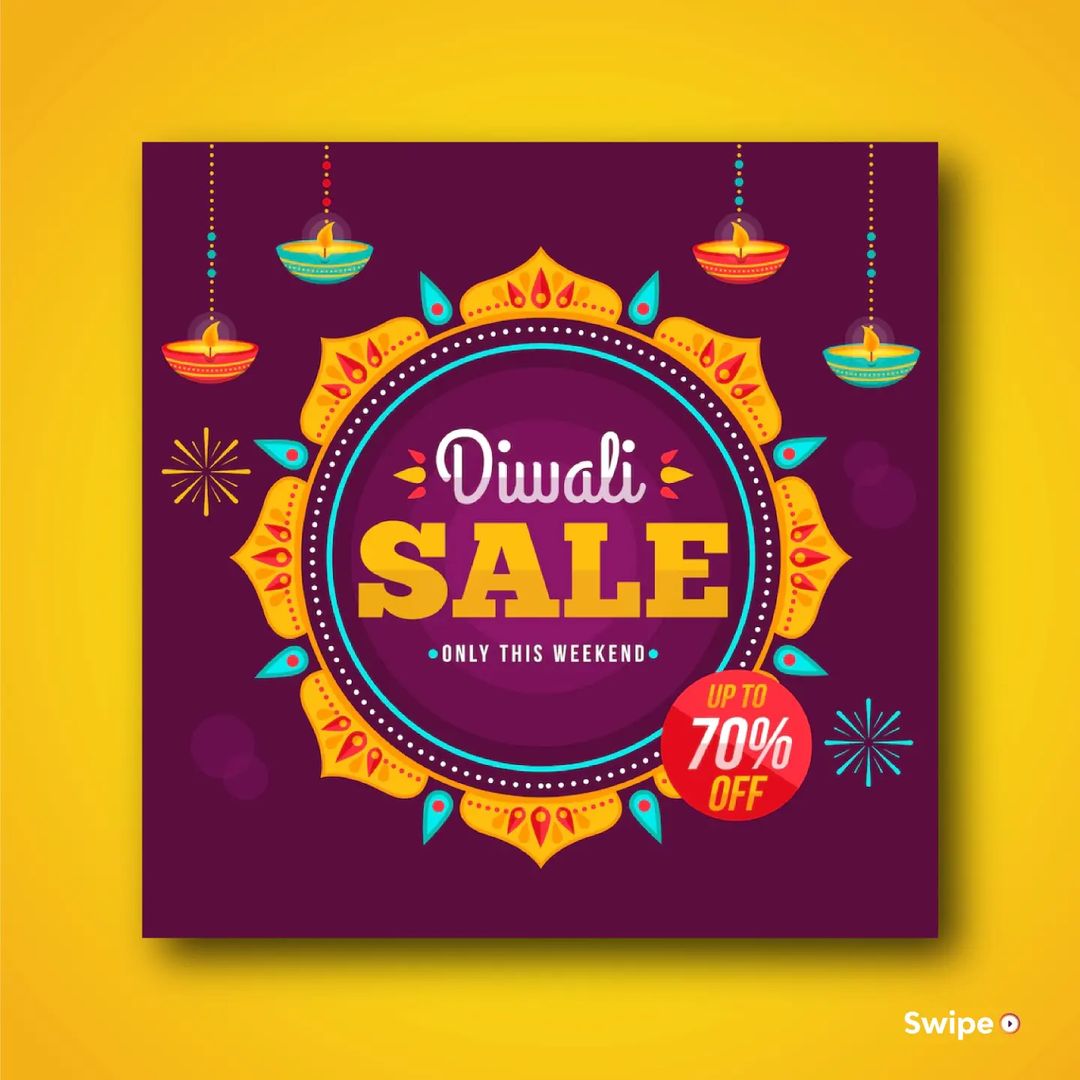 Diwali
SALE
•ONLY THIS WEEKEND•
UP TO
70%
OFF
Swipe